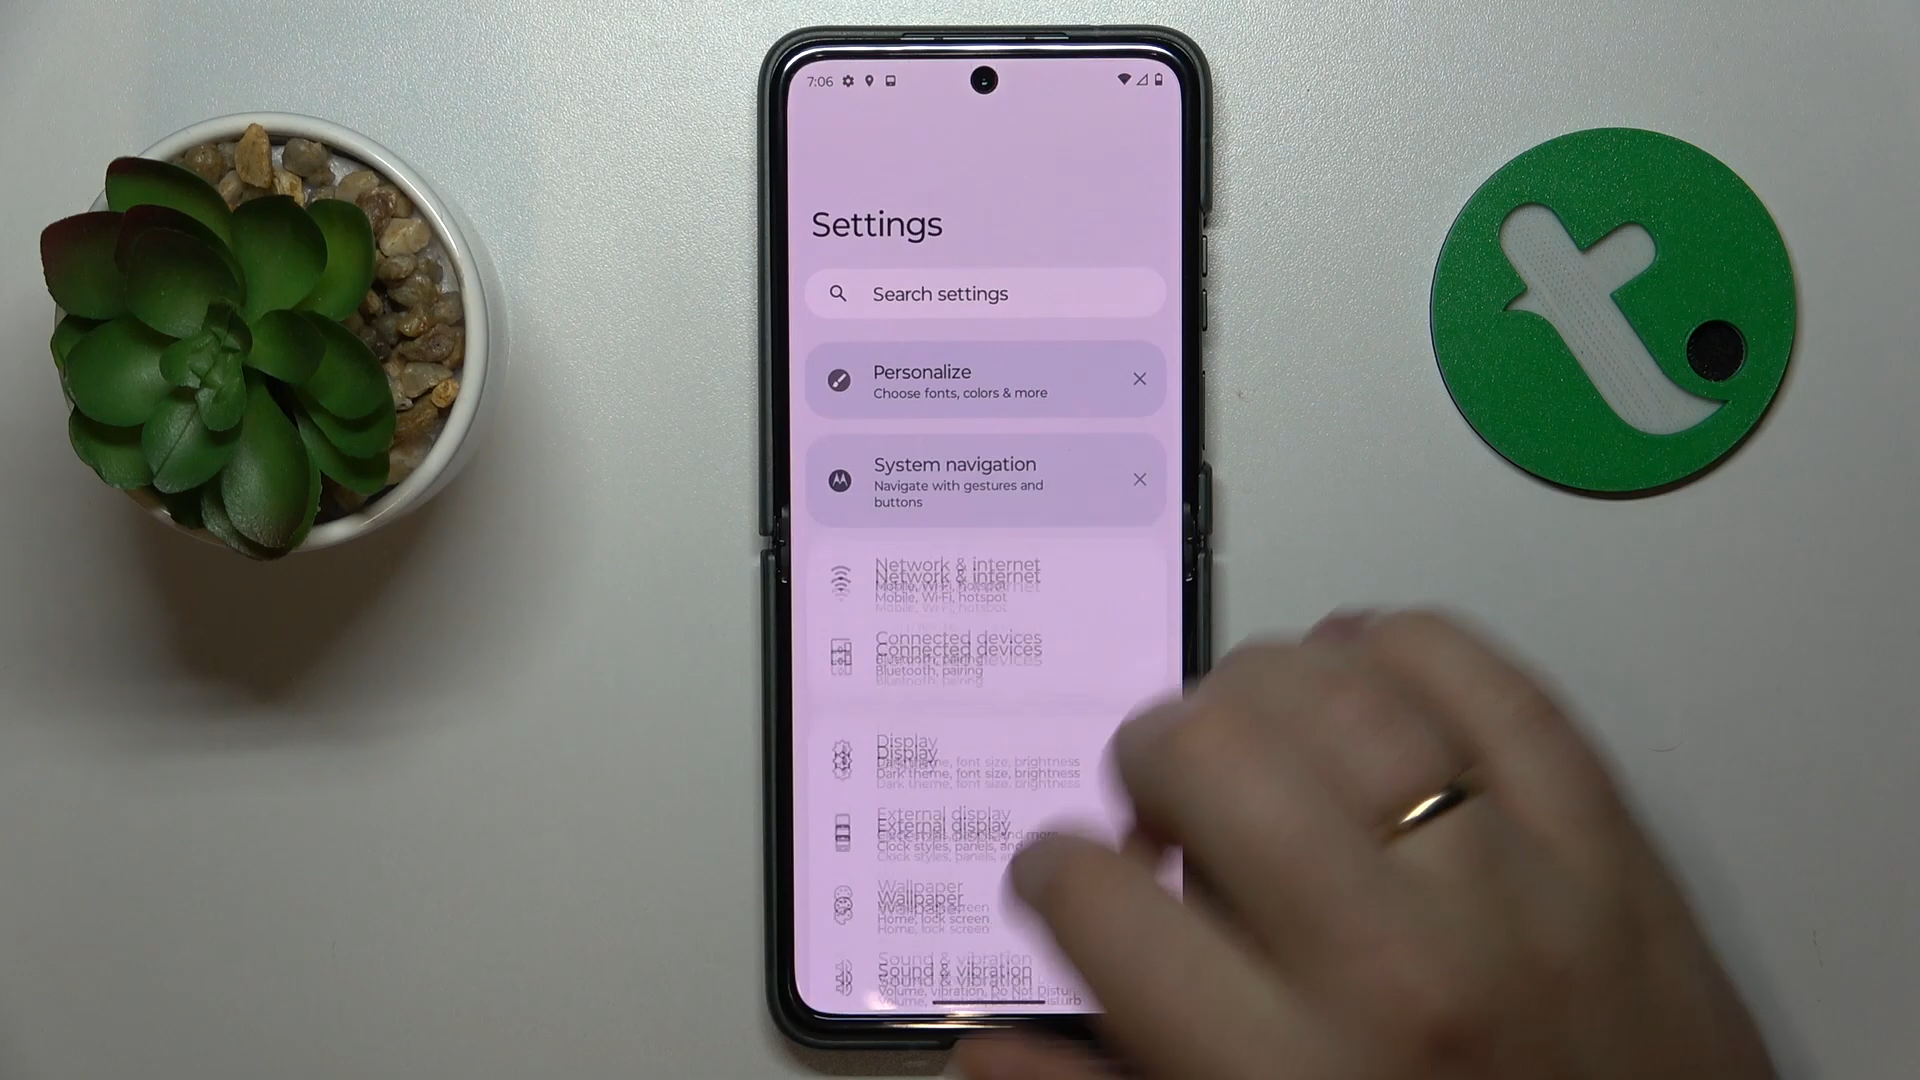 7:06
Settings
Search settings
Personalize
Choose fonts, colors & more
System navigation
Navigate with gestures and
buttons
Network & internet
Mobile, Wi-Fi, hotspot
Connected devices
Bluetooth, pairing
Display
Dark theme, font size, brightness
External display
Clock styles, panels, and more
Wallpaper
Home, lock screen
Sound & vibration
Volume, vibration, Do Not Disturb
t